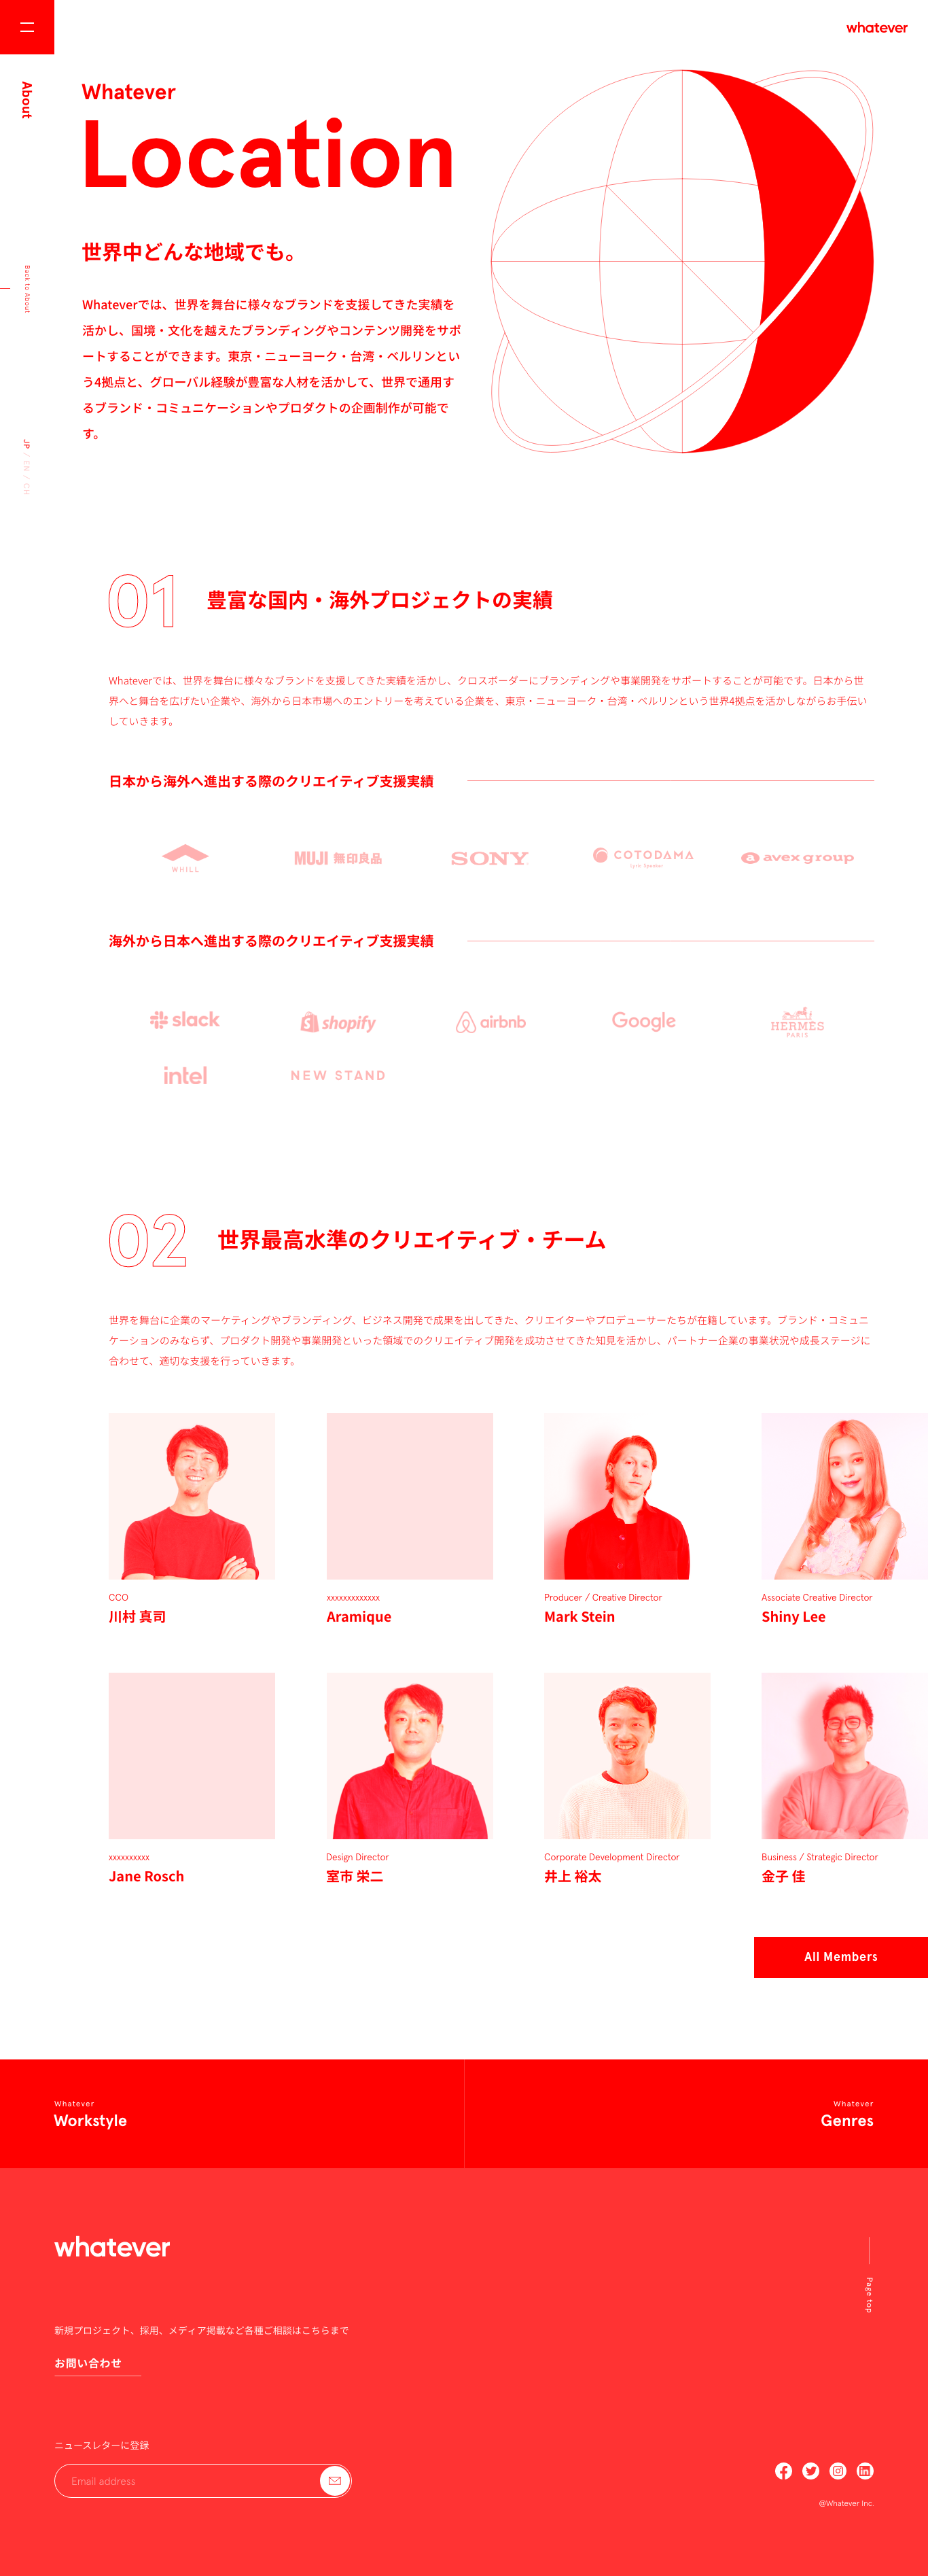 whatever
About
Whatever
Location
世界中どんな地域でも。
Whateverでは、世界を舞台に様々なブランドを支援してきた実績を
活かし、国境・文化を越えたブランディングやコンテンツ開発をサポ
ートすることができます。東京・ニューヨーク・台湾・ベルリンとい
う4拠点と、グローバル経験が豊富な人材を活かして、世界で通用す
るブランド・コミュニケーションやプロダクトの企画制作が可能で
す。
Back to About
JP / EN / CH
01
豊富な国内・海外プロジェクトの実績
Whateverでは、世界を舞台に様々なブランドを支援してきた実績を活かし、クロスボーダーにブランディングや事業開発をサポートすることが可能です。日本から世
界へと舞台を広げたい企業や、海外から日本市場へのエントリーを考えている企業を、東京・ニューヨーク・台湾・ベルリンという世界4拠点を活かしながらお手伝い
していきます。
日本から海外へ進出する際のクリエイティブ支援実績
WHILL
MUJI 無印良品
SONY
COTODAMA
Lyric Speaker
a avex group
海外から日本へ進出する際のクリエイティブ支援実績
slack
shopify
airbnb
Google
HERMÈS
PARIS
intel
NEW STAND
02
世界最高水準のクリエイティブ・チーム
世界を舞台に企業のマーケティングやブランディング、ビジネス開発で成果を出してきた、クリエイターやプロデューサーたちが在籍しています。ブランド・コミュニ
ケーションのみならず、プロダクト開発や事業開発といった領域でのクリエイティブ開発を成功させてきた知見を活かし、パートナー企業の事業状況や成長ステージに
合わせて、適切な支援を行っていきます。
CCO
川村 真司
xxxxxxxxxxxxx
Aramique
Producer / Creative Director
Mark Stein
Associate Creative Director
Shiny Lee
xxxxxxxxxx
Jane Rosch
Design Director
室市 栄二
Corporate Development Director
井上 裕太
Business / Strategic Director
金子 佳
All Members
Whatever
Workstyle
Whatever
Genres
whatever
Page top
新規プロジェクト、採用、メディア掲載など各種ご相談はこちらまで
お問い合わせ
ニュースレターに登録
Email address
@Whatever Inc.